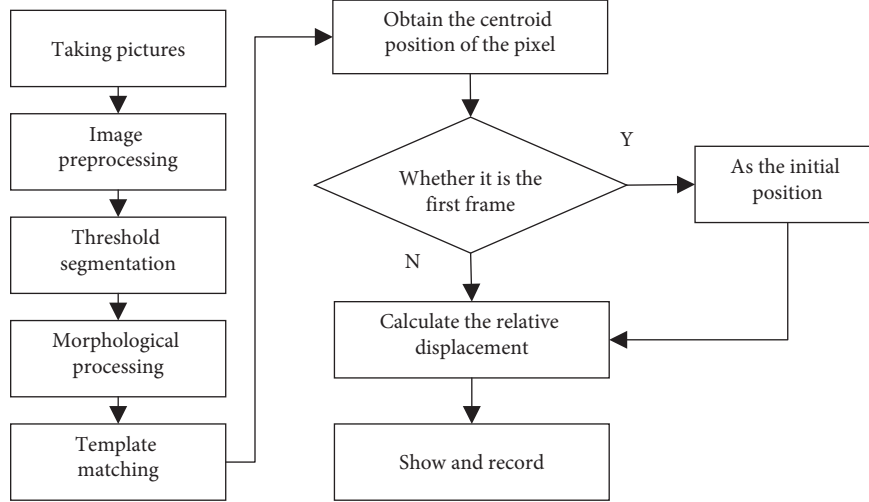 Taking pictures
Image
preprocessing
Threshold
segmentation
Morphological
processing
Template
matching
Obtain the centroid
position of the pixel
Whether it is the
first frame
Y
As the initial
position
N
Calculate the relative
displacement
Show and record